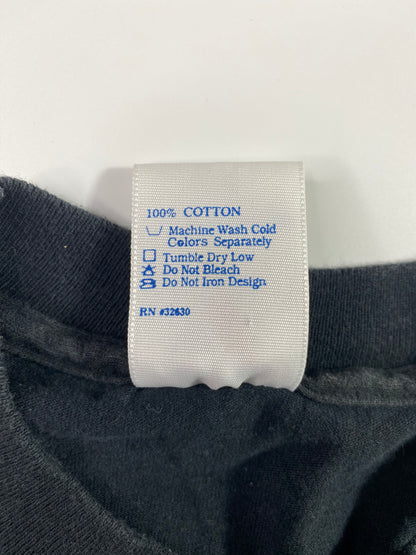 100% COTTON
Machine Wash Cold
Colors Separately
Tumble Dry Low
Do Not Bleach
Do Not Iron Design
RN #32630